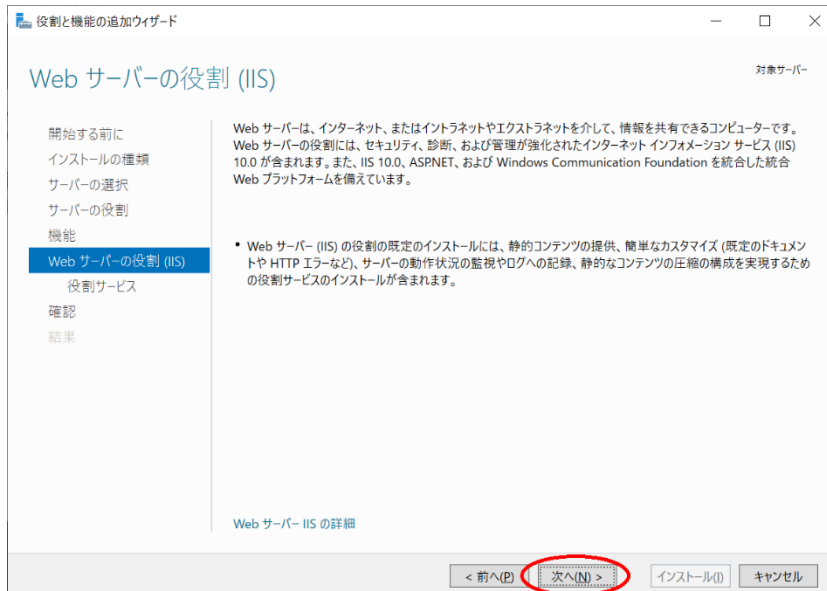 役割と機能の追加ウィザード
Web サーバーの役割 (IIS)
対象サーバー
開始する前に
インストールの種類
サーバーの選択
サーバーの役割
機能
Web サーバーの役割 (IIS)
役割サービス
確認
結果
Web サーバーは、インターネット、またはイントラネットやエクストラネットを介して、情報を共有できるコンピューターです。
Web サーバーの役割には、セキュリティ、診断、および管理が強化されたインターネット インフォメーション サービス (IIS)
10.0 が含まれます。また、IIS 10.0、ASP.NET、および Windows Communication Foundation を統合した統合
Web プラットフォームを備えています。
• Web サーバー (IIS) の役割の既定のインストールには、静的コンテンツの提供、簡単なカスタマイズ (既定のドキュメン
トや HTTP エラーなど)、サーバーの動作状況の監視やログへの記録、静的なコンテンツの圧縮の構成を実現するため
の役割サービスのインストールが含まれます。
Web サーバー IIS の詳細
< 前へ(P)
次へ(N) >
インストール(I)
キャンセル